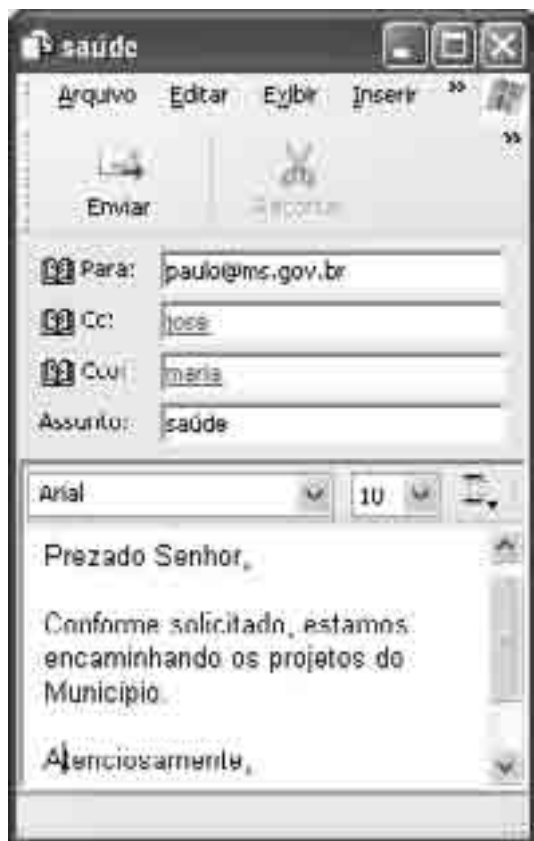 saúde
Arquivo Editar Exibir Inserir »
»
Enviar Recortar
Para: paulo@ms.gov.br
Cc: jose
Cco: maria
Assunto: saúde
Arial 10
Prezado Senhor,
Conforme solicitado, estamos
encaminhando os projetos do
Município.
Atenciosamente,